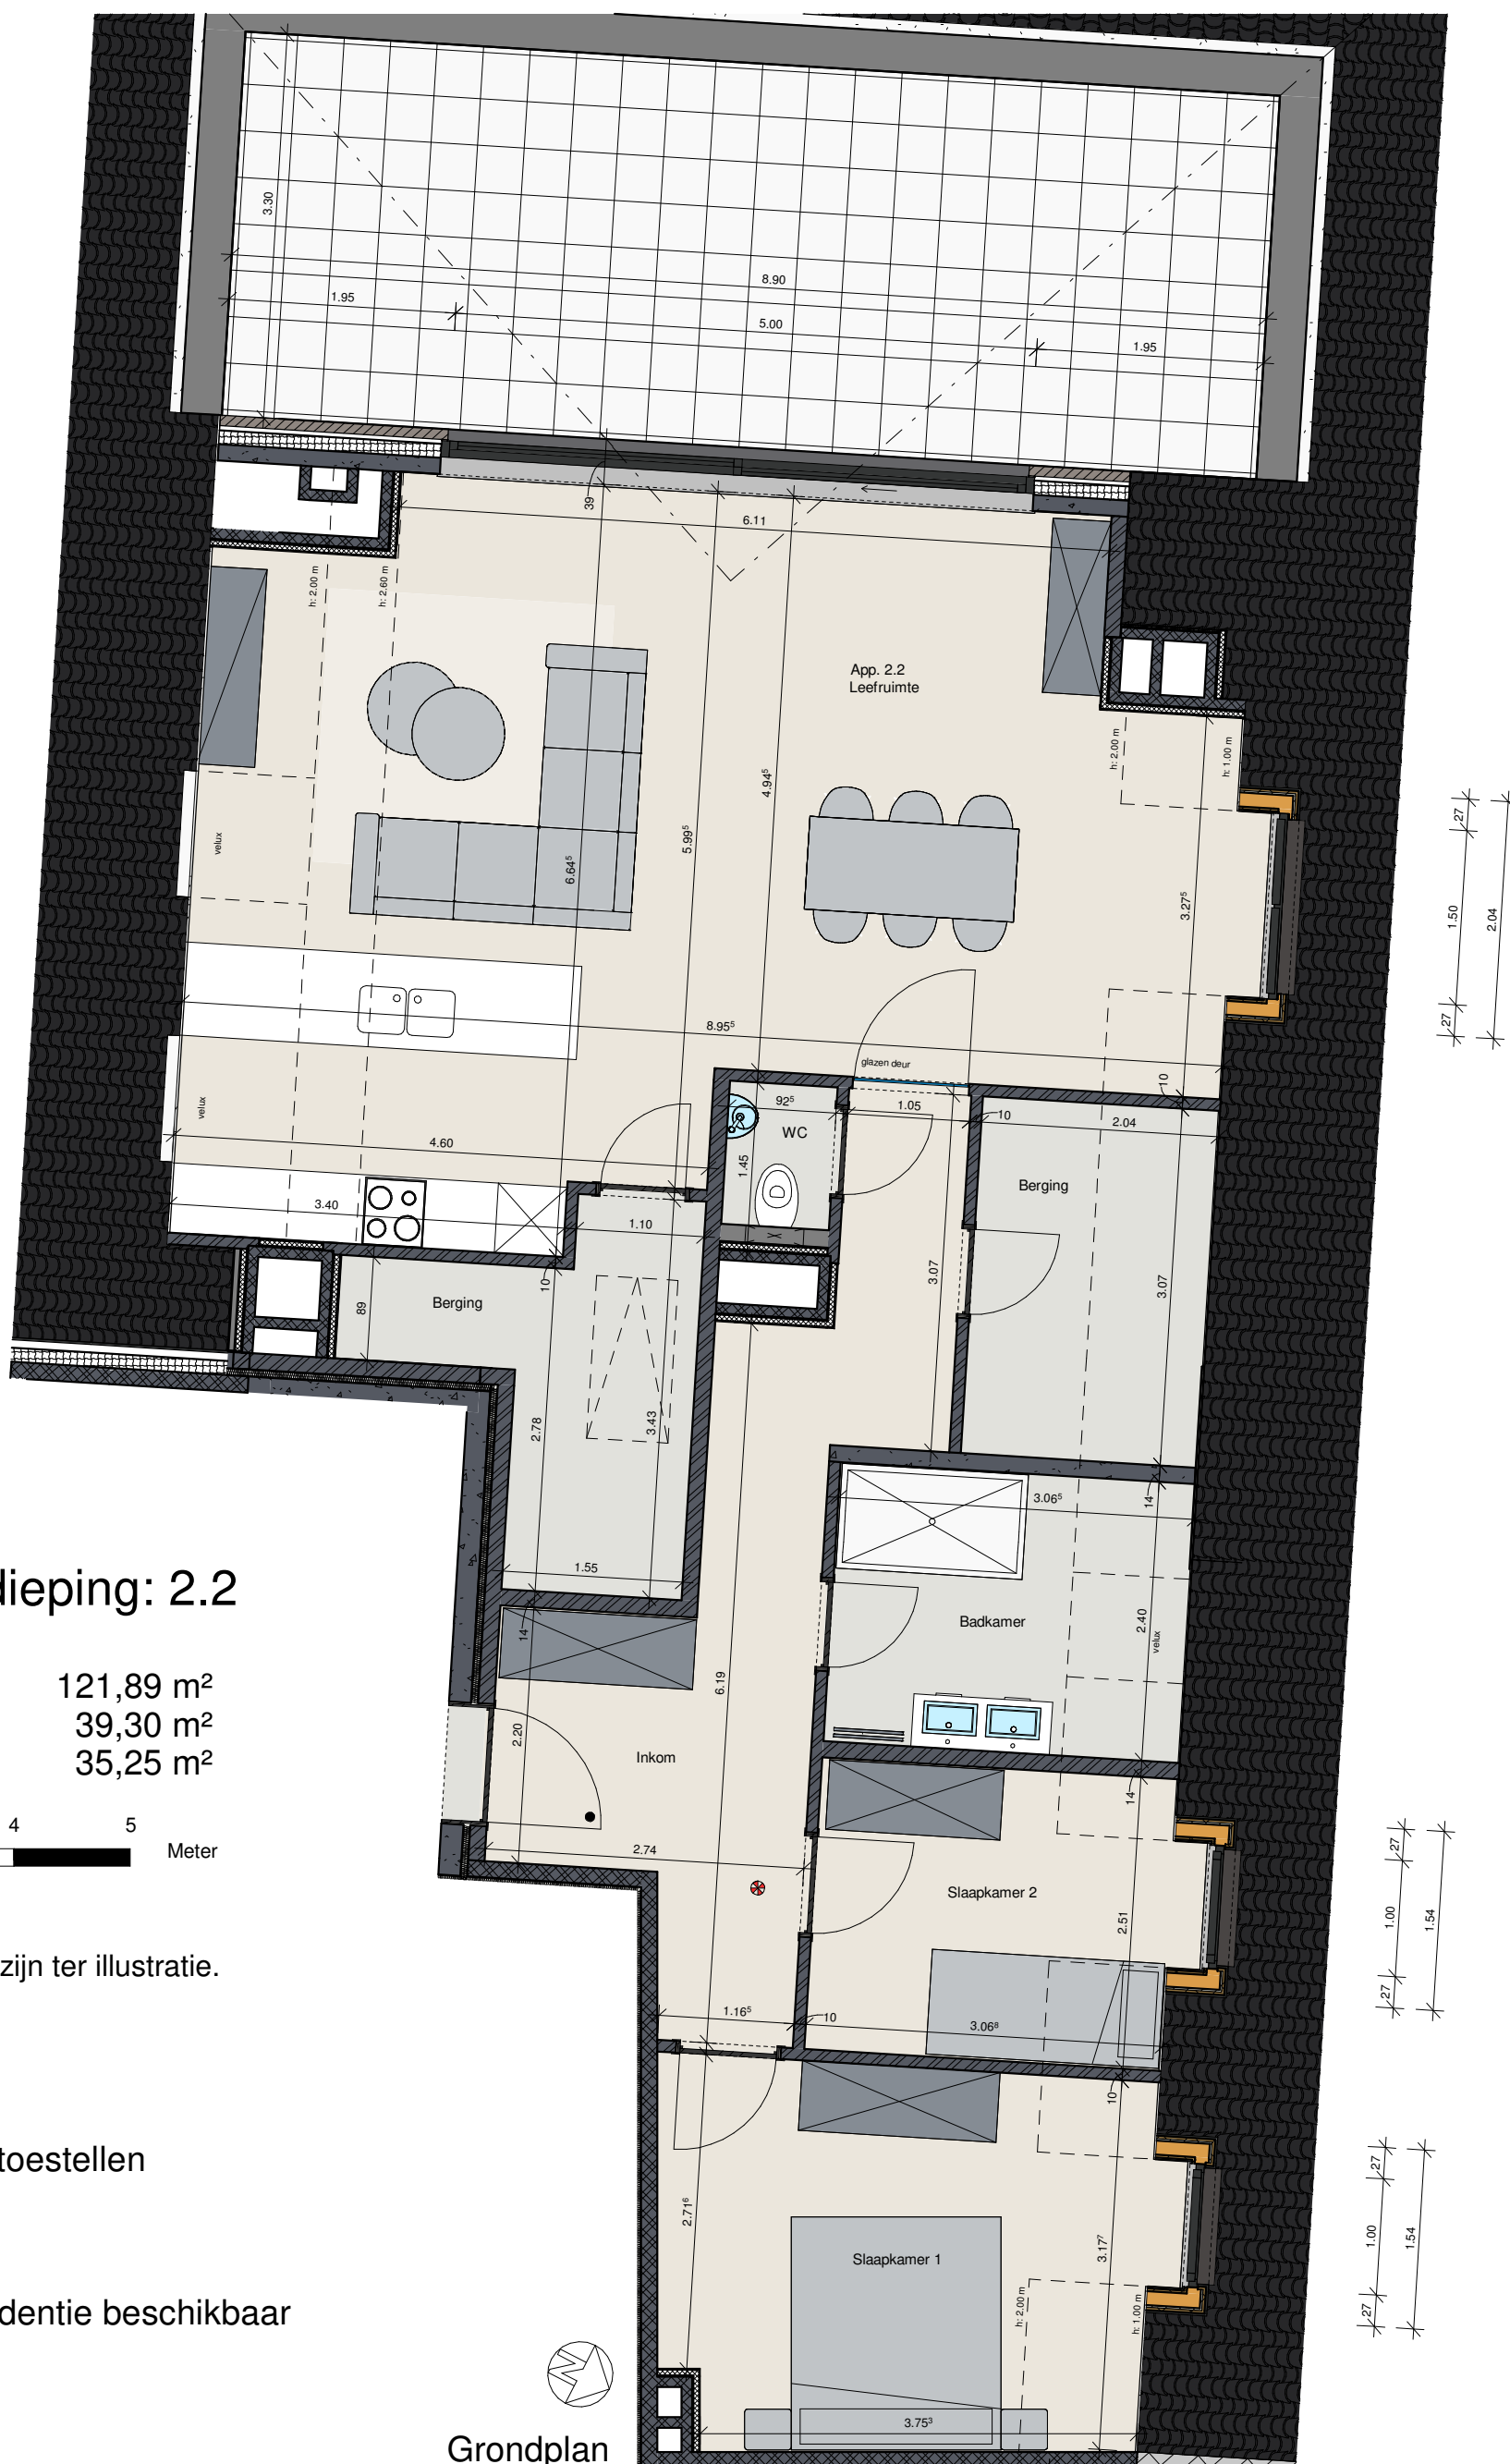 3.30
8.90
1.95
5.00
1.95
39
6.11
h: 2.00 m
h: 2.60 m
App. 2.2
Leefruimte
h: 2.00 m
h: 1.00 m
4.94⁵
5.99⁵
6.64⁵
velux
3.27⁵
27
1.50
2.04
27
8.95⁵
glazen deur
10
velux
92⁵
1.05
10
2.04
WC
4.60
1.45
Berging
3.40
1.10
10
3.07
3.07
Berging
89
2.78
3.43
3.06⁵
14
1.55
dieping: 2.2
14
Badkamer
2.40
velux
121,89 m²
39,30 m²
35,25 m²
6.19
2.20
Inkom
14
4
5
Meter
2.74
27
1.00
1.54
27
Slaapkamer 2
2.51
zijn ter illustratie.
1.16⁵
10
3.06⁸
10
toestellen
27
1.00
1.54
27
2.71⁶
3.17⁷
Slaapkamer 1
h: 2.00 m
h: 1.00 m
dentie beschikbaar
N
3.75³
Grondplan